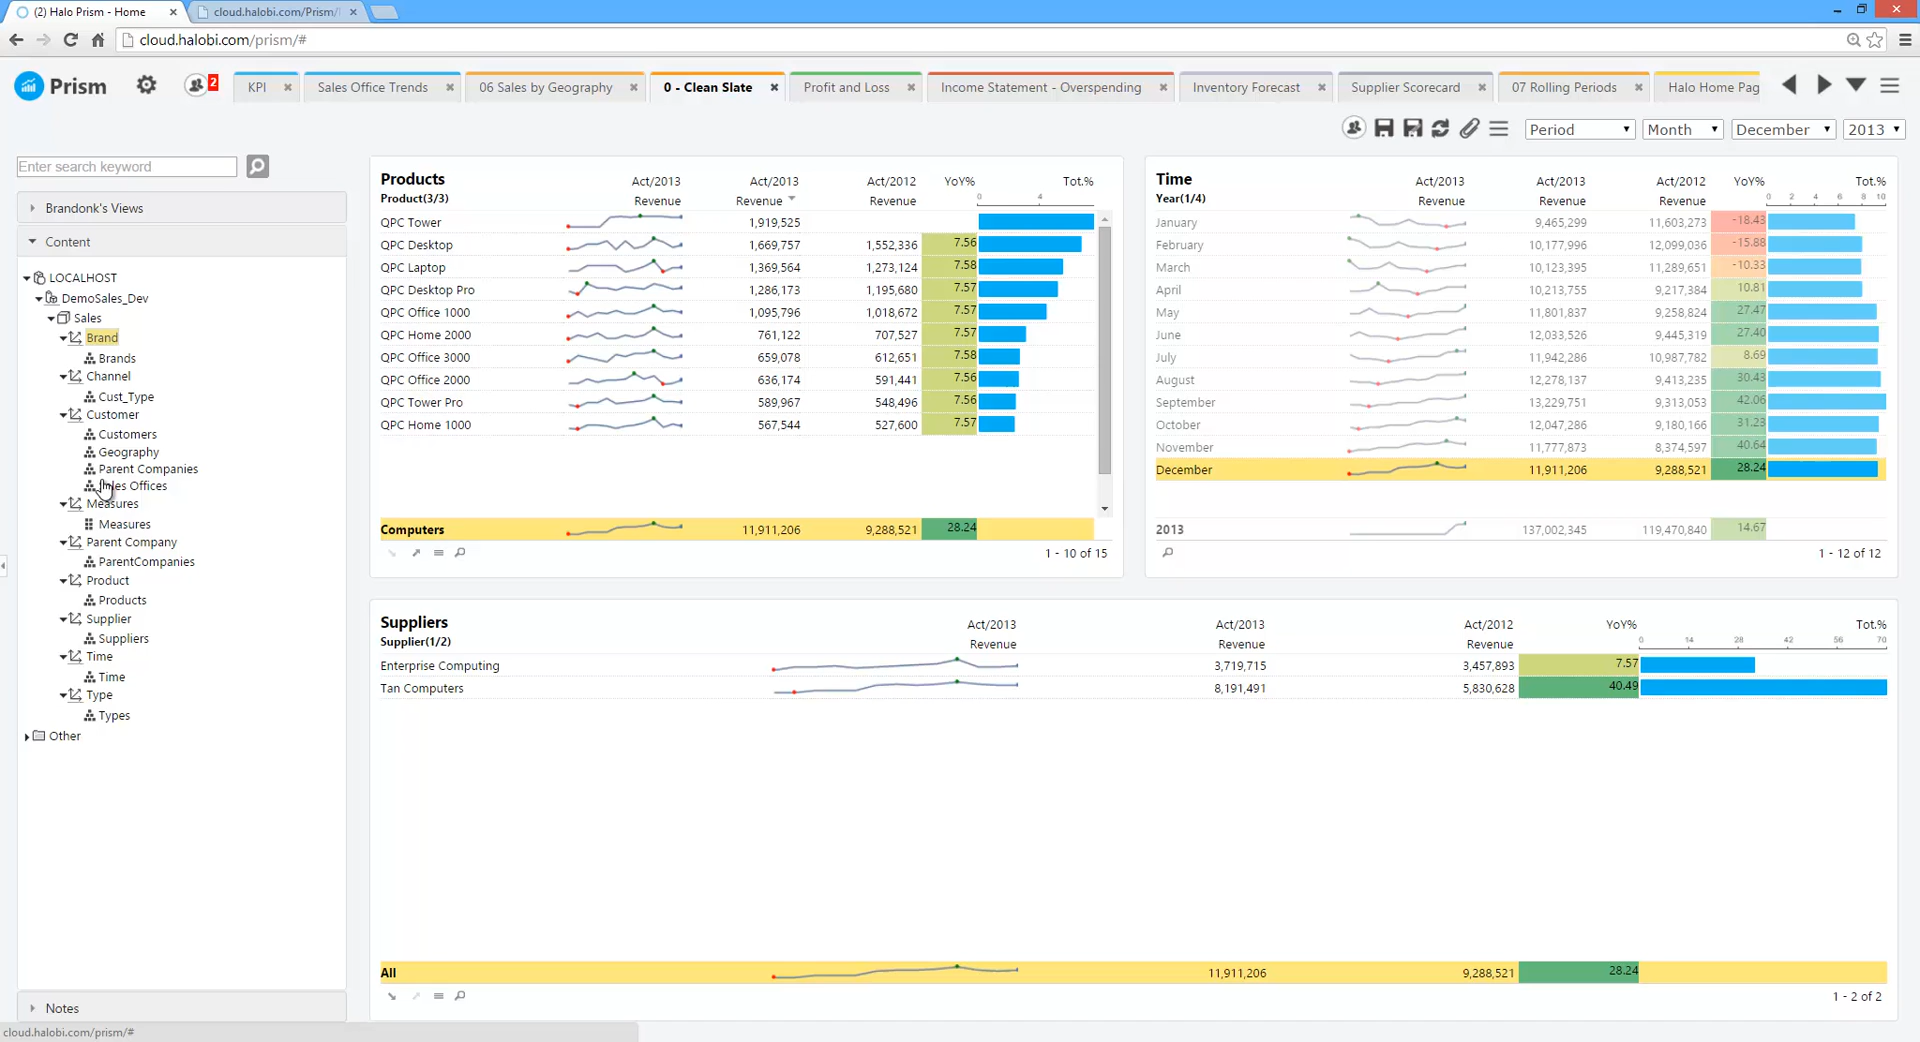 (2) Halo Prism - Home
cloud.halobi.com/Prism/
cloud.halobi.com/prism/#
Prism
2
KPI
Sales Office Trends
06 Sales by Geography
0 - Clean Slate
Profit and Loss
Income Statement - Overspending
Inventory Forecast
Supplier Scorecard
07 Rolling Periods
Halo Home Pag
Period
Month
December
2013
Enter search keyword
Brandonk's Views
Content
LOCALHOST
DemoSales_Dev
Sales
Brand
Brands
Channel
Cust_Type
Customer
Customers
Geography
Parent Companies
les Offices
Measures
Measures
Parent Company
ParentCompanies
Product
Products
Supplier
Suppliers
Time
Time
Type
Types
Other
Notes
cloud.halobi.com/prism/#
Products Act/2013 Act/2013 Act/2012 YoY% Tot.%
Product(3/3) Revenue Revenue Revenue 0 4
QPC Tower 1,919,525
QPC Desktop 1,669,757 1,552,336 7.56
QPC Laptop 1,369,564 1,273,124 7.58
QPC Desktop Pro 1,286,173 1,195,680 7.57
QPC Office 1000 1,095,796 1,018,672 7.57
QPC Home 2000 761,122 707,527 7.57
QPC Office 3000 659,078 612,651 7.58
QPC Office 2000 636,174 591,441 7.56
QPC Tower Pro 589,967 548,496 7.56
QPC Home 1000 567,544 527,600 7.57
Computers 11,911,206 9,288,521 28.24
1 - 10 of 15
Time Act/2013 Act/2013 Act/2012 YoY% Tot.%
Year(1/4) Revenue Revenue Revenue 0 2 4 6 8 10
January 9,465,299 11,603,273 -18.43
February 10,177,996 12,099,036 -15.88
March 10,123,395 11,289,651 -10.33
April 10,213,755 9,217,384 10.81
May 11,801,837 9,258,824 27.47
June 12,033,526 9,445,319 27.40
July 11,942,286 10,987,782 8.69
August 12,278,137 9,413,235 30.43
September 13,229,751 9,313,053 42.06
October 12,047,286 9,180,166 31.23
November 11,777,873 8,374,597 40.64
December 11,911,206 9,288,521 28.24
2013 137,002,345 119,470,840 14.67
1 - 12 of 12
Suppliers Act/2013 Act/2013 Act/2012 YoY% Tot.%
Supplier(1/2) Revenue Revenue Revenue 0 14 28 42 56 70
Enterprise Computing 3,719,715 3,457,893 7.57
Tan Computers 8,191,491 5,830,628 40.49
All 11,911,206 9,288,521 28.24
1 - 2 of 2